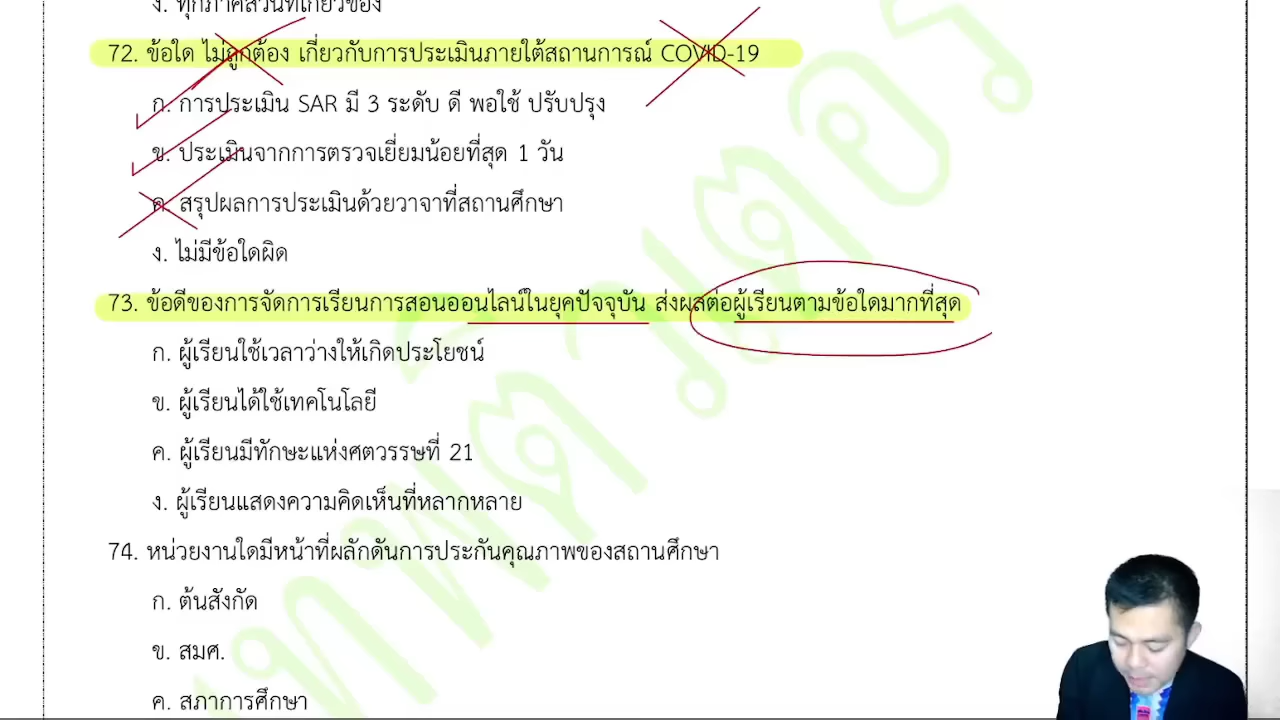 ง. ทุกภาคส่วนที่เกี่ยวข้อง
72. ข้อใด ไม่ถูกต้อง เกี่ยวกับการประเมินภายใต้สถานการณ์ COVID-19
ก. การประเมิน SAR มี 3 ระดับ ดี พอใช้ ปรับปรุง
ข. ประเมินจากการตรวจเยี่ยมน้อยที่สุด 1 วัน
ค. สรุปผลการประเมินด้วยวาจาที่สถานศึกษา
ง. ไม่มีข้อใดผิด
73. ข้อดีของการจัดการเรียนการสอนออนไลน์ในยุคปัจจุบัน ส่งผลต่อผู้เรียนตามข้อใดมากที่สุด
ก. ผู้เรียนใช้เวลาว่างให้เกิดประโยชน์
ข. ผู้เรียนได้ใช้เทคโนโลยี
ค. ผู้เรียนมีทักษะแห่งศตวรรษที่ 21
ง. ผู้เรียนแสดงความคิดเห็นที่หลากหลาย
74. หน่วยงานใดมีหน้าที่ผลักดันการประกันคุณภาพของสถานศึกษา
ก. ต้นสังกัด
ข. สมศ.
ค. สภาการศึกษา